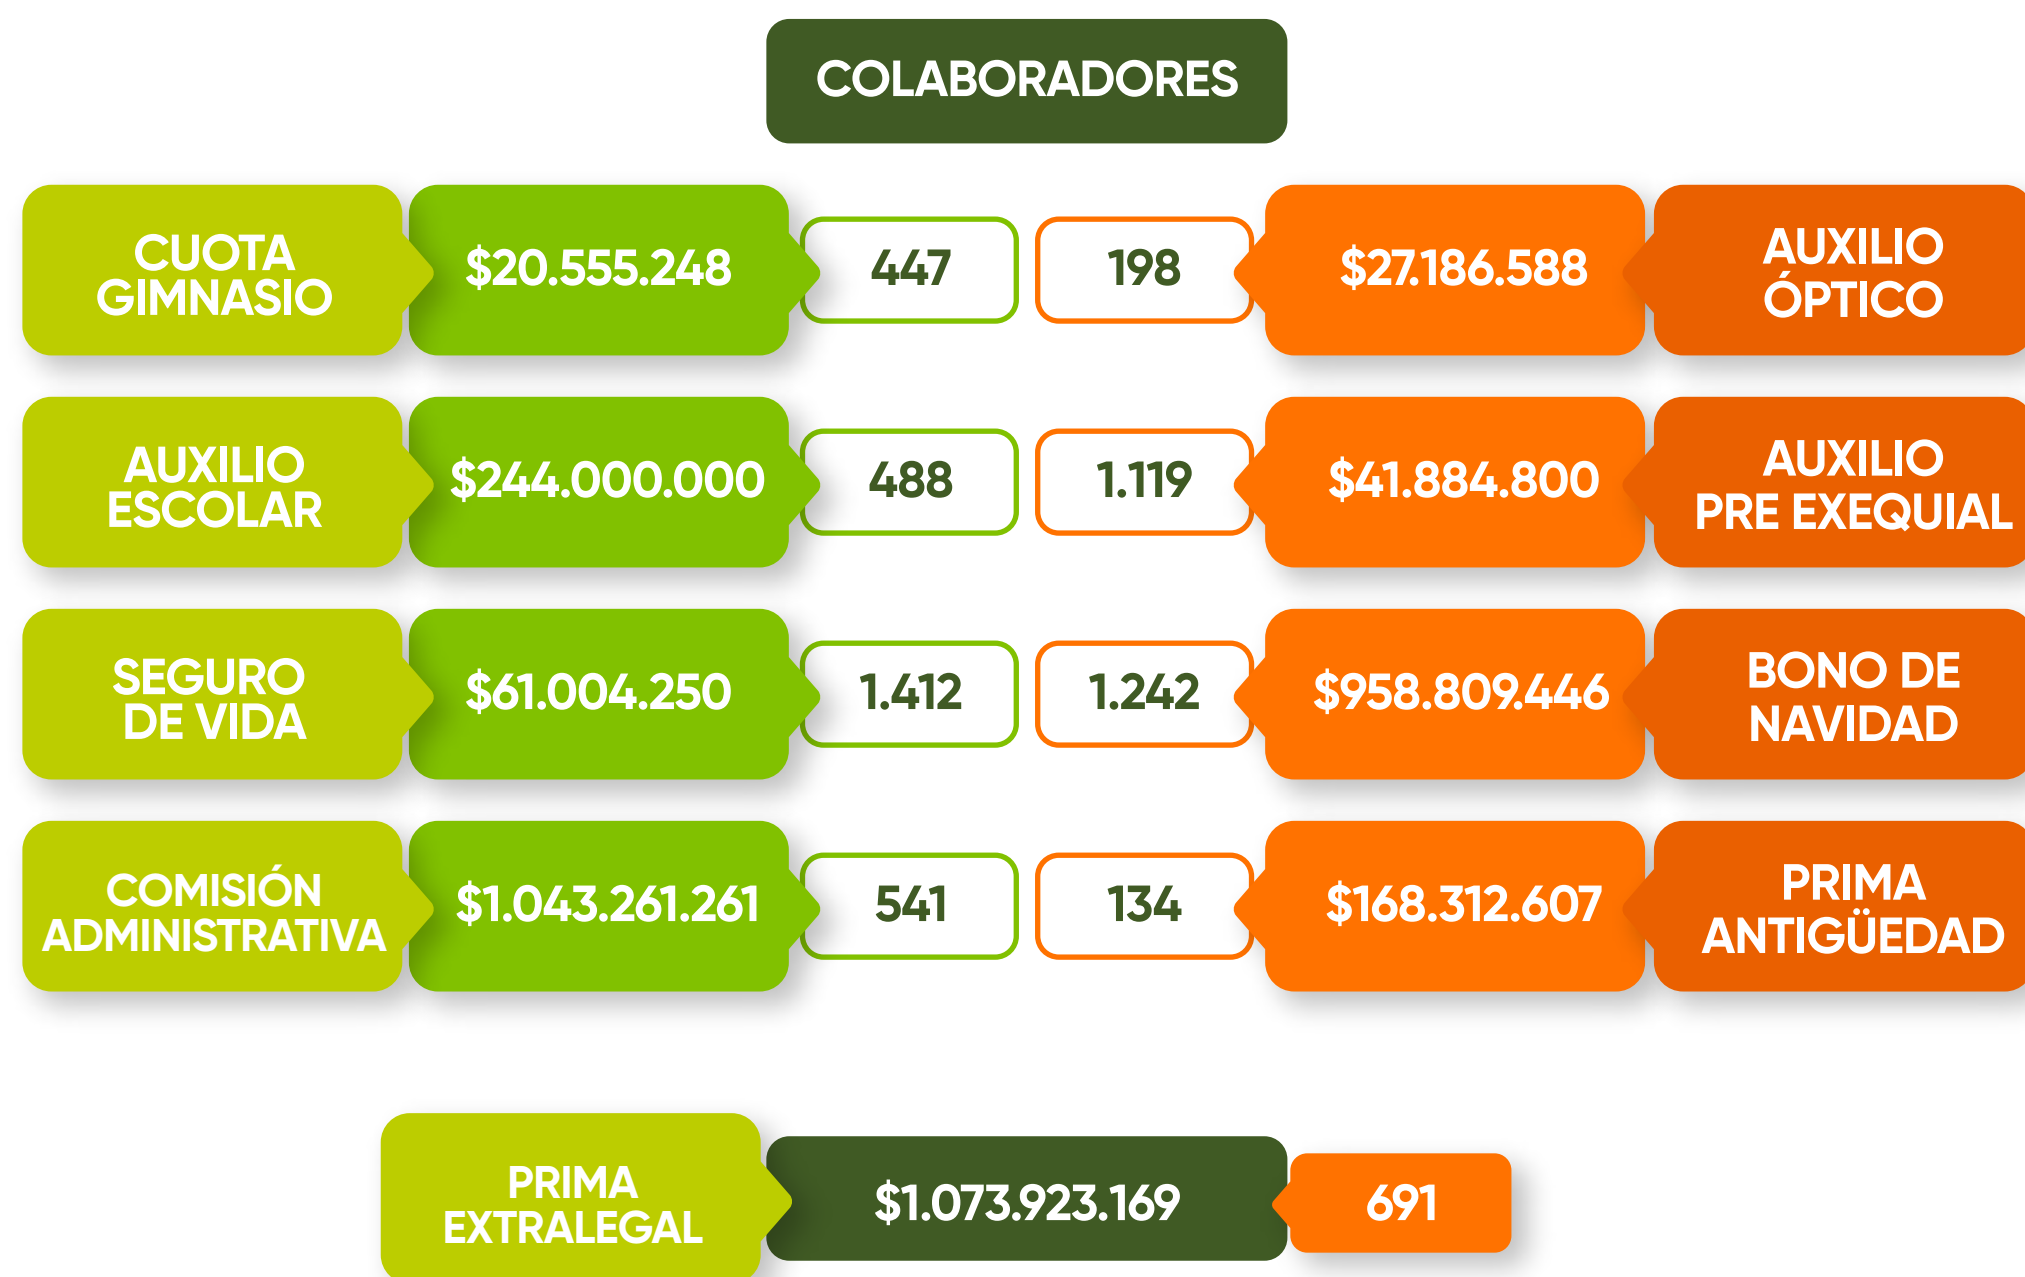 COLABORADORES
CUOTA
GIMNASIO
$20.555.248
447
198
$27.186.588
AUXILIO
ÓPTICO
AUXILIO
ESCOLAR
$244.000.000
488
1.119
$41.884.800
AUXILIO
PRE EXEQUIAL
SEGURO
DE VIDA
$61.004.250
1.412
1.242
$958.809.446
BONO DE
NAVIDAD
COMISIÓN
ADMINISTRATIVA
$1.043.261.261
541
134
$168.312.607
PRIMA
ANTIGÜEDAD
PRIMA
EXTRALEGAL
$1.073.923.169
691